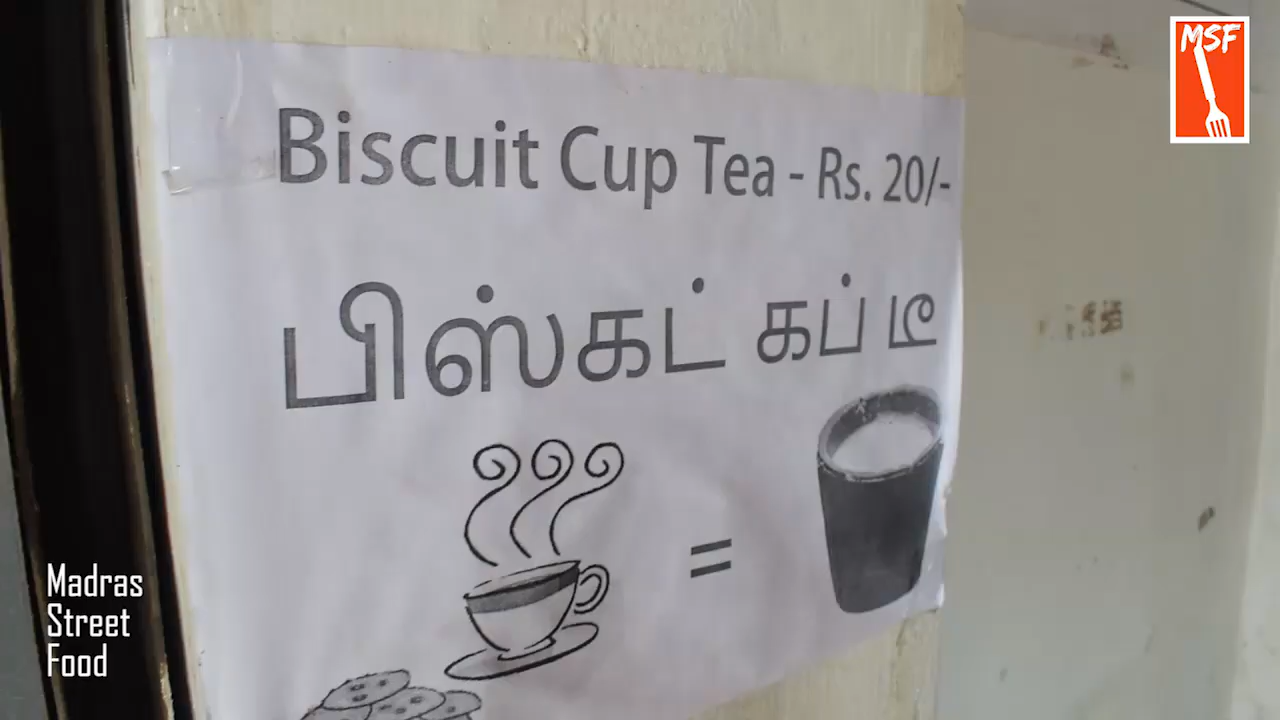 MSF
Biscuit Cup Tea - Rs. 20/-
பிஸ்கட் கப் டீ
=
Madras
Street
Food